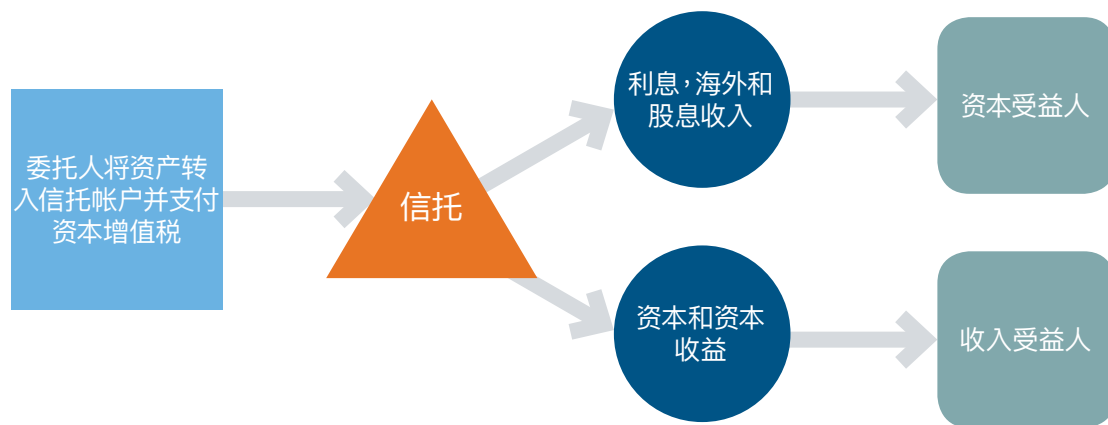 委托人将资产转
入信托帐户并支付
资本增值税
信托
利息，海外和
股息收入
资本受益人
资本和资本
收益
收入受益人